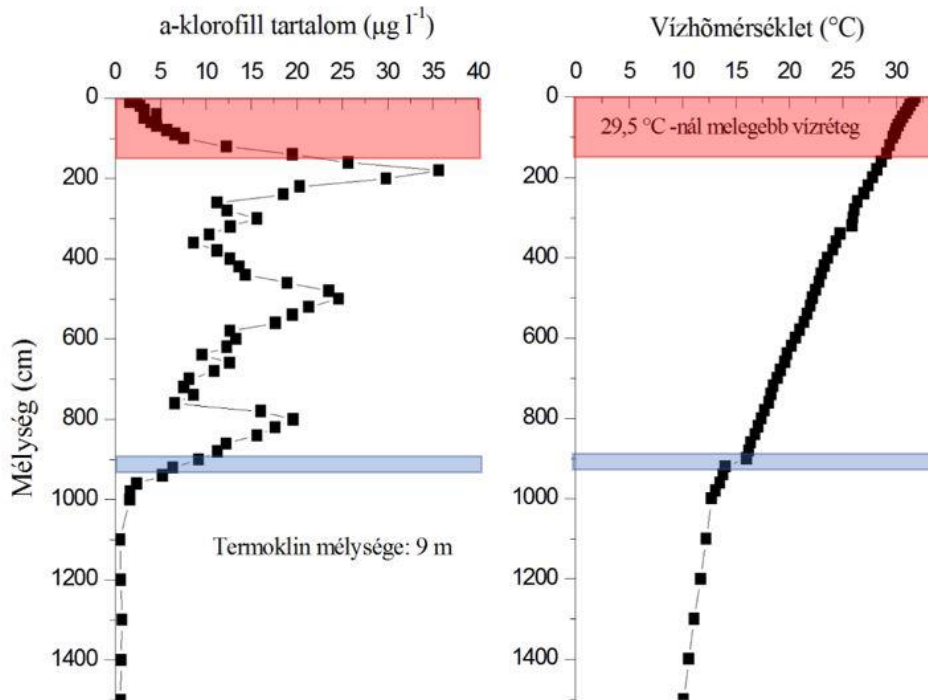 a-klorofill tartalom (µg l⁻¹)
0 5 10 15 20 25 30 35 40
Mélység (cm)
0
200
400
600
800
1000
1200
1400
Termoklin mélysége: 9 m
Vízhõmérséklet (°C)
0 5 10 15 20 25 30
29,5 °C -nál melegebb vízréteg
0
200
400
600
800
1000
1200
1400